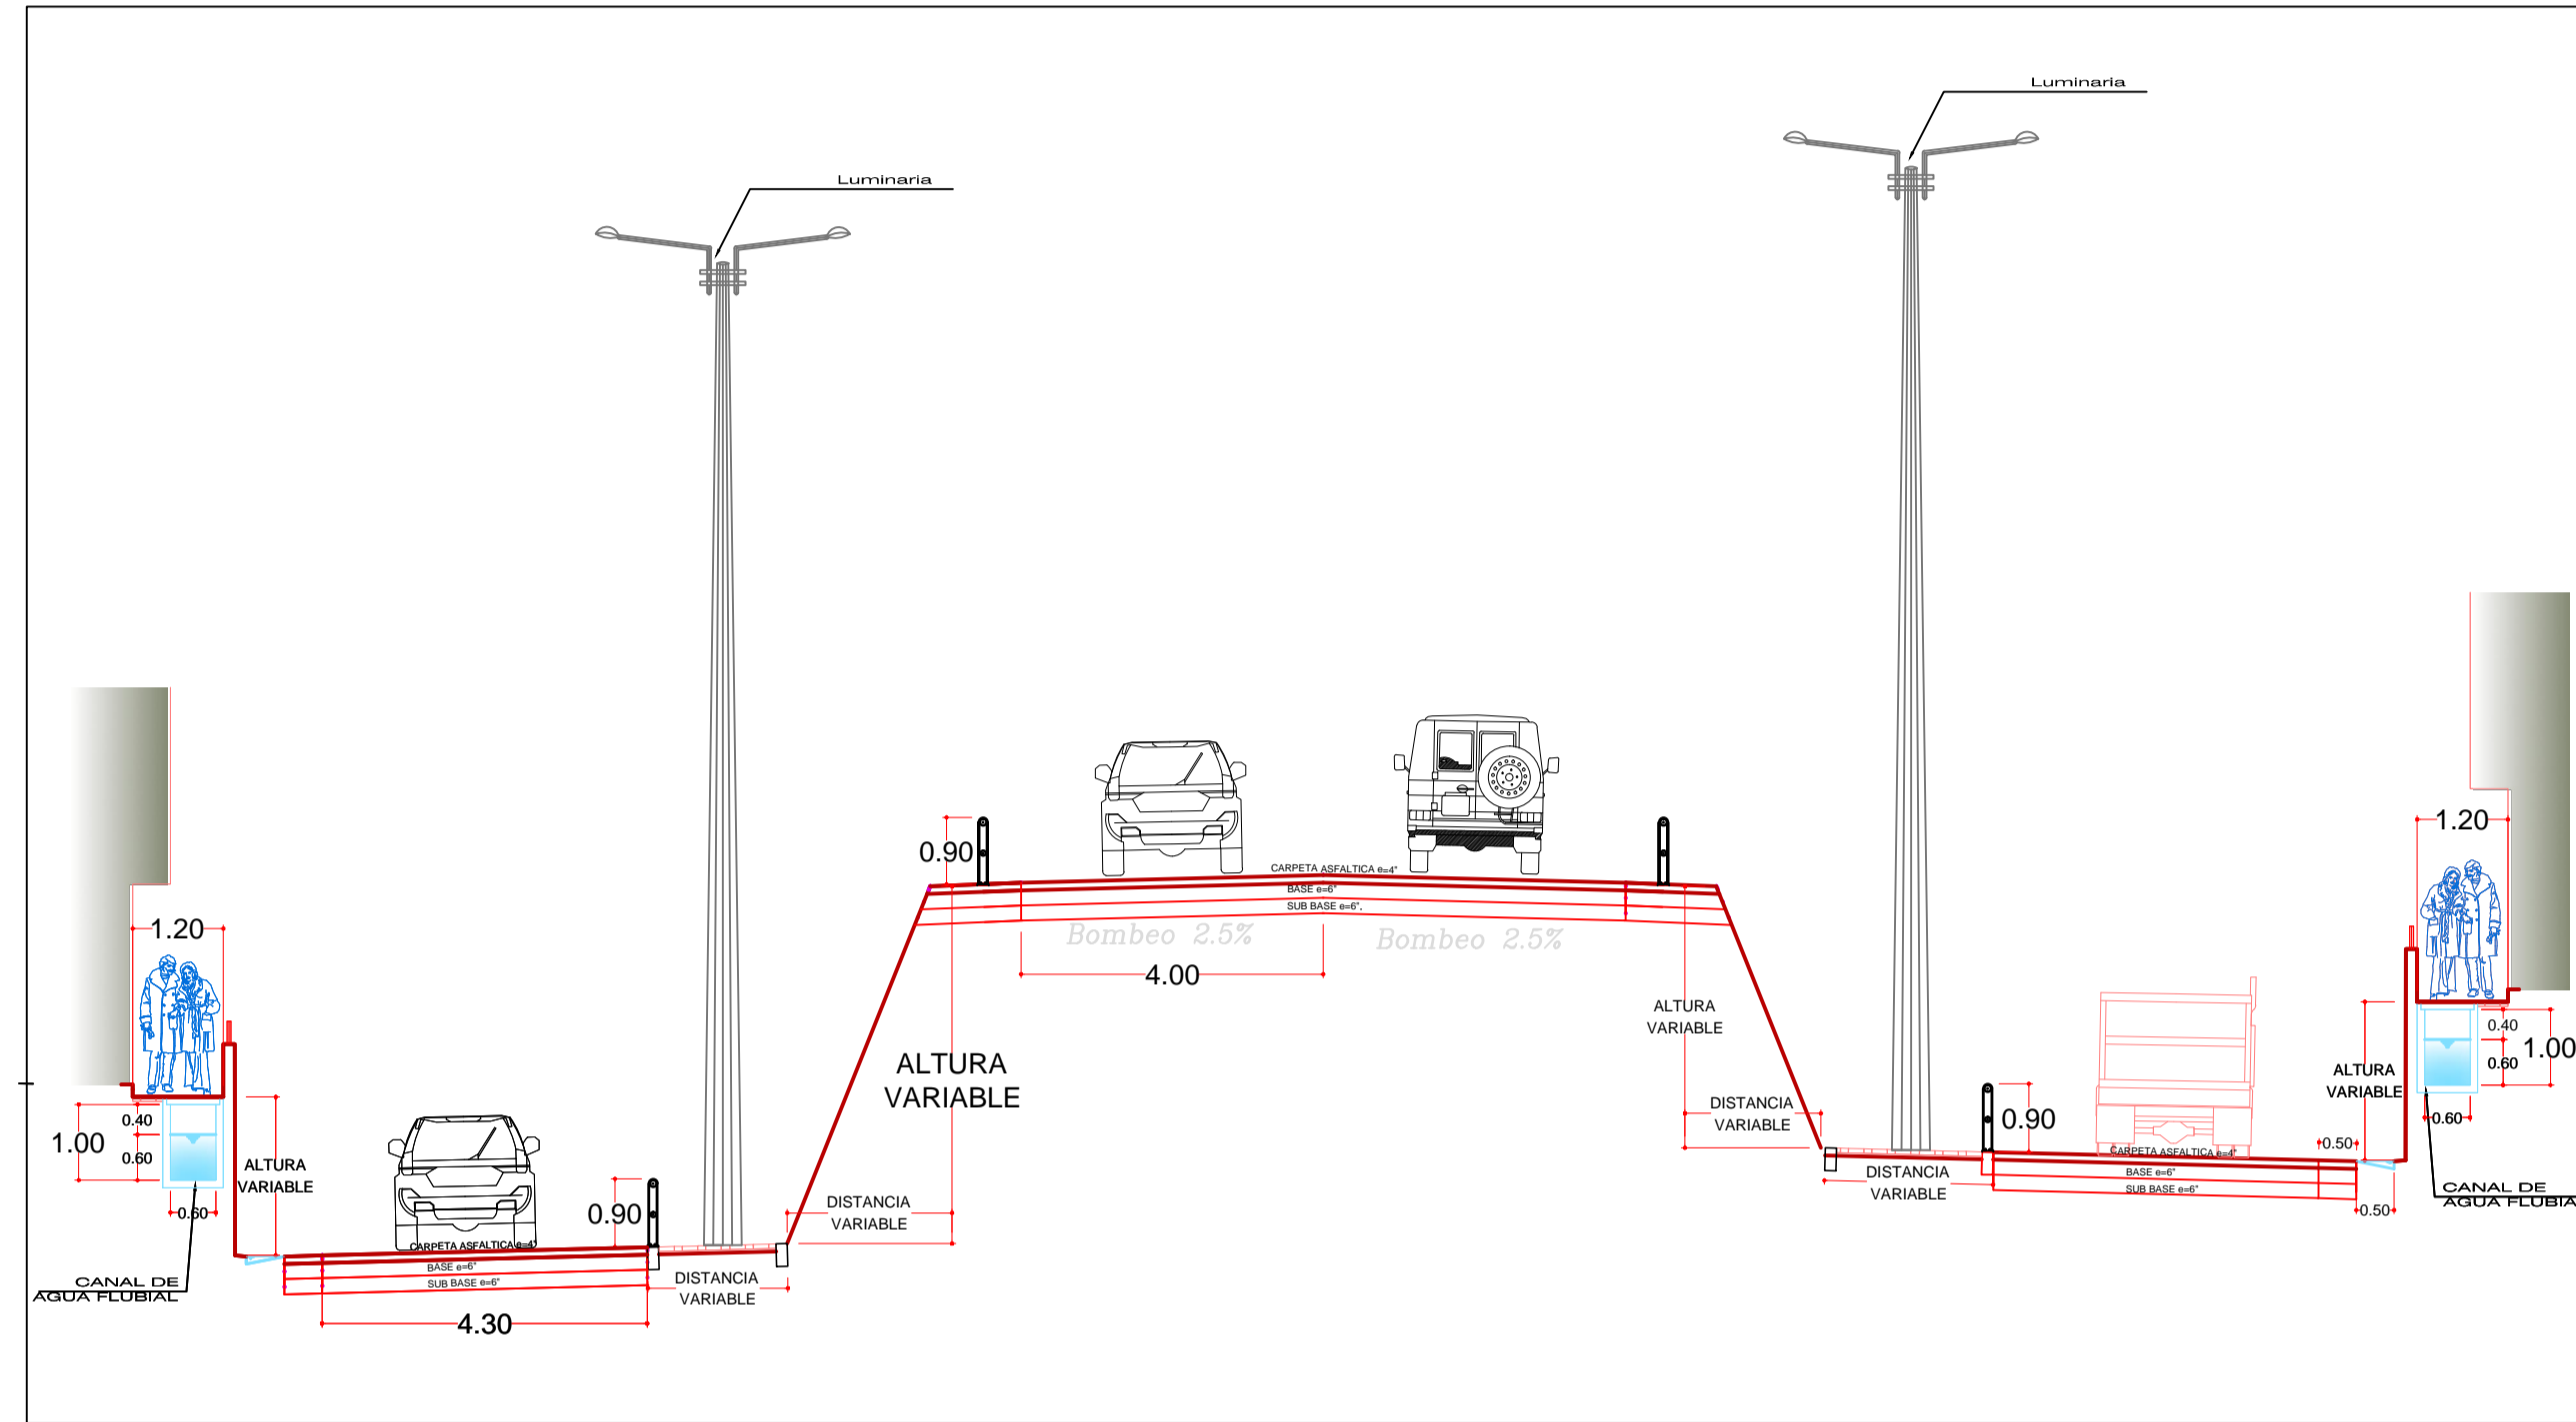 Luminaria
Luminaria
0.90
CARPETA ASFALTICA e=4"
BASE e=6"
SUB BASE e=6".
Bombeo 2.5%
Bombeo 2.5%
4.00
1.20
1.20
ALTURA
VARIABLE
ALTURA
VARIABLE
DISTANCIA
VARIABLE
DISTANCIA
VARIABLE
0.90
CARPETA ASFALTICA e=4"
BASE e=6"
SUB BASE e=6"
0.50
0.50
ALTURA
VARIABLE
0.40
0.60
1.00
0.60
CANAL DE
AGUA FLUBIA
1.00
0.40
0.60
0.60
ALTURA
VARIABLE
0.90
DISTANCIA
VARIABLE
CARPETA ASFALTICA e=4"
BASE e=6"
SUB BASE e=6"
DISTANCIA
VARIABLE
4.30
CANAL DE
AGUA FLUBIAL